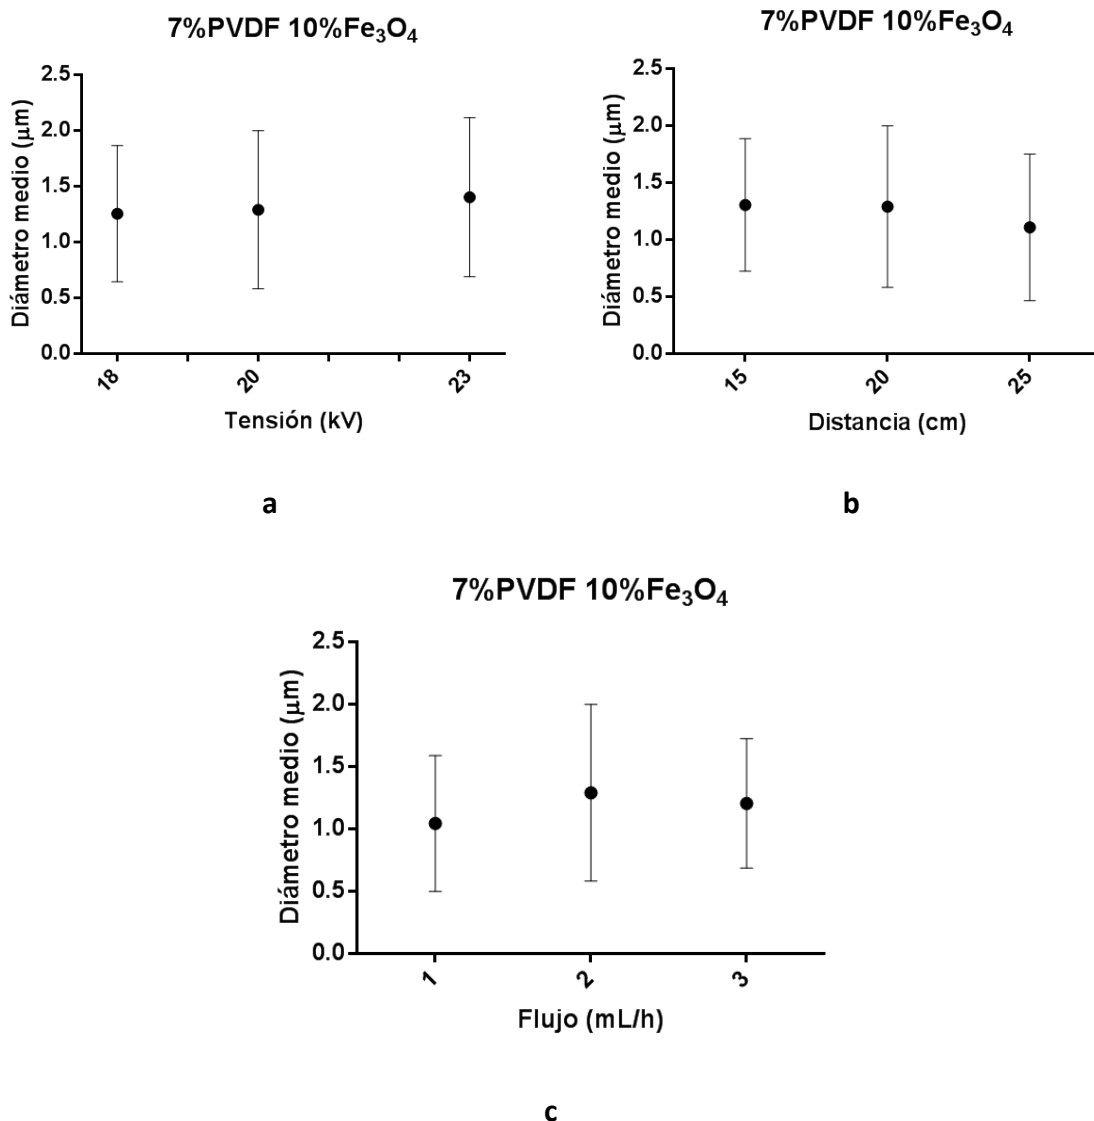 7%PVDF 10%Fe₃O₄
Diámetro medio (μm)
2.5
2.0
1.5
1.0
0.5
0.0
18
20
23
Tensión (kV)
a
7%PVDF 10%Fe₃O₄
Diámetro medio (μm)
2.5
2.0
1.5
1.0
0.5
0.0
15
20
25
Distancia (cm)
b
7%PVDF 10%Fe₃O₄
Diámetro medio (μm)
2.5
2.0
1.5
1.0
0.5
0.0
1
2
3
Flujo (mL/h)
c